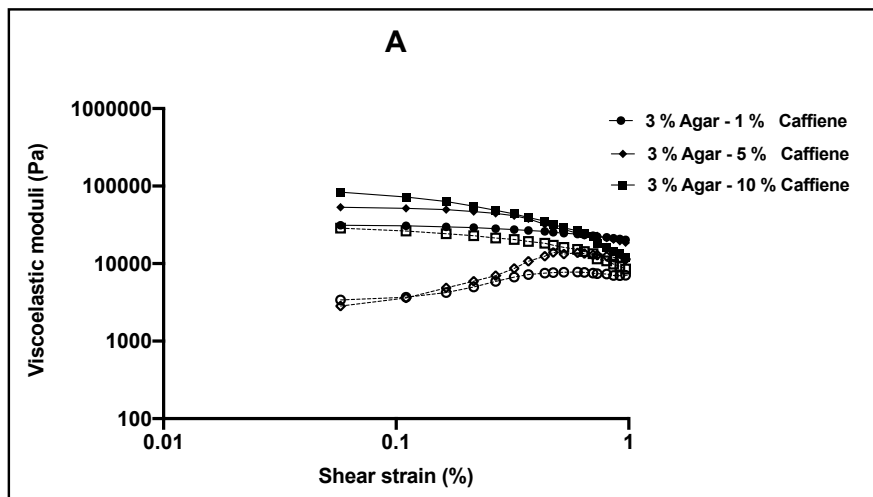 A
1000000
100000
10000
1000
100
0.01
0.1
1
Viscoelastic moduli (Pa)
Shear strain (%)
3 % Agar - 1 % Caffiene
3 % Agar - 5 % Caffiene
3 % Agar - 10 % Caffiene